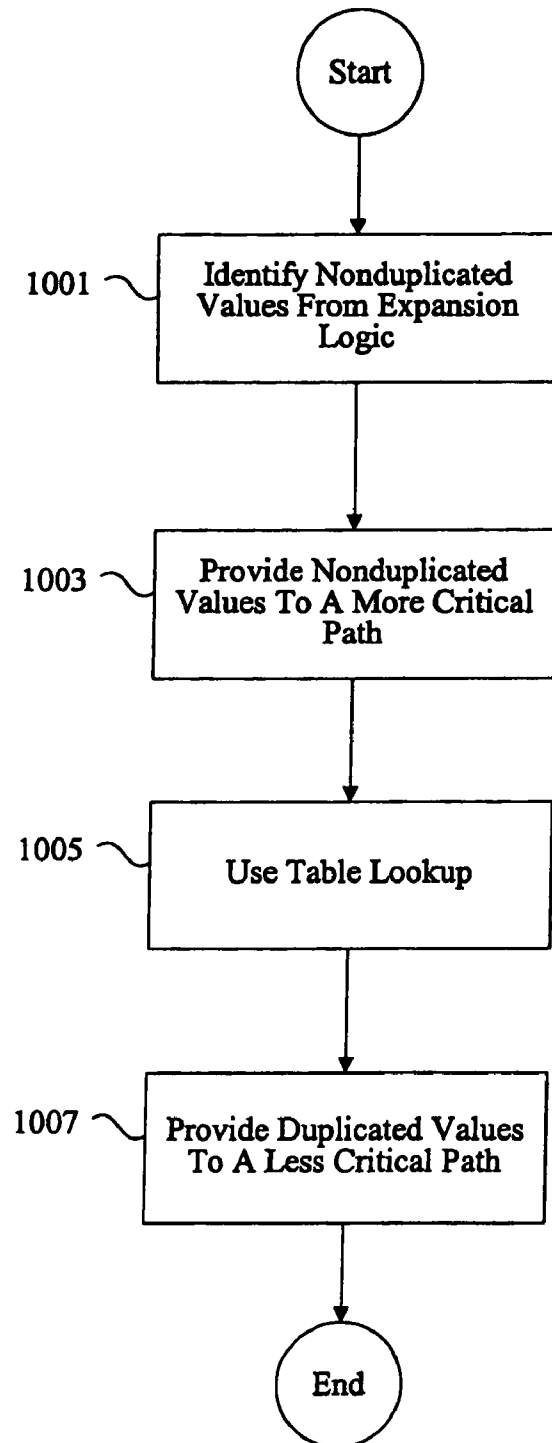 Start
1001
Identify Nonduplicated
Values From Expansion
Logic
1003
Provide Nonduplicated
Values To A More Critical
Path
1005
Use Table Lookup
1007
Provide Duplicated Values
To A Less Critical Path
End